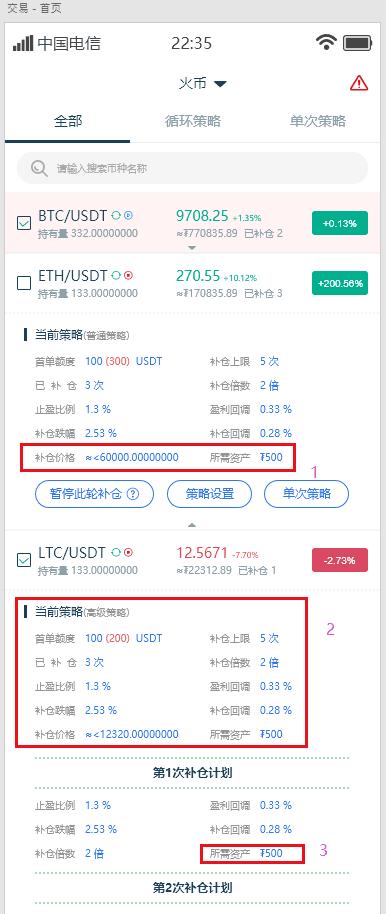 交易 - 首页
中国电信 22:35
火币
全部 循环策略 单次策略
请输入搜索币种名称
BTC/USDT 9708.25 +1.35% +0.13%
持有量 332.00000000 ≈₮770835.89 已补仓 2
ETH/USDT 270.55 +10.12% +200.56%
持有量 133.00000000 ≈₮170835.89 已补仓 3
当前策略(普通策略)
首单额度 100 (300) USDT 补仓上限 5 次
已 补 仓 3 次 补仓倍数 2 倍
止盈比例 1.3 % 盈利回调 0.33 %
补仓跌幅 2.53 % 补仓回调 0.28 %
补仓价格 ≈<60000.00000000 所需资产 ₮500
1
暂停此轮补仓 ? 策略设置 单次策略
LTC/USDT 12.5671 -7.70% -2.73%
持有量 133.00000000 ≈₮22312.89 已补仓 1
当前策略(高级策略)
2
首单额度 100 (200) USDT 补仓上限 5 次
已 补 仓 3 次 补仓倍数 2 倍
止盈比例 1.3 % 盈利回调 0.33 %
补仓跌幅 2.53 % 补仓回调 0.28 %
补仓价格 ≈<12320.00000000 所需资产 ₮500
第1次补仓计划
止盈比例 1.3 % 盈利回调 0.33 %
补仓跌幅 2.53 % 补仓回调 0.28 %
补仓倍数 2 倍 所需资产 ₮500 3
第2次补仓计划